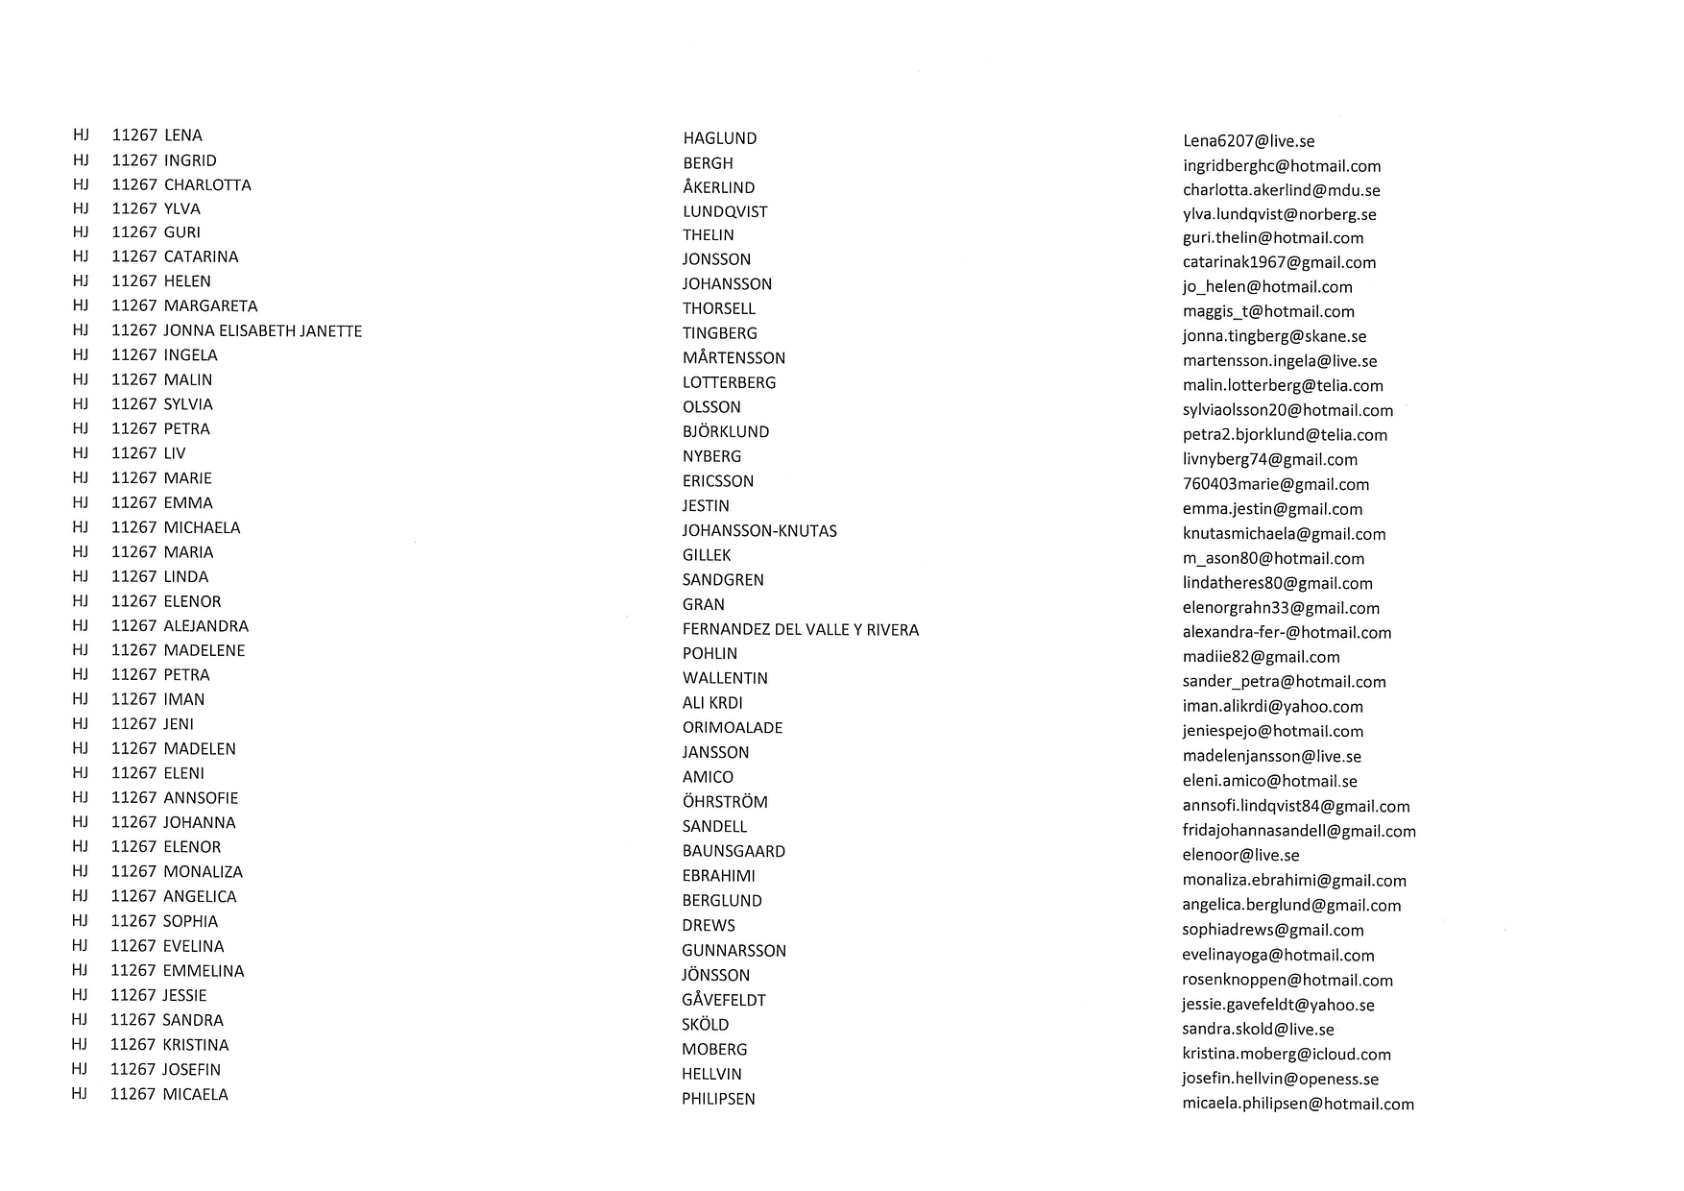 HJ 11267 LENA HAGLUND Lena6207@live.se
HJ 11267 INGRID BERGH ingridberghc@hotmail.com
HJ 11267 CHARLOTTA ÅKERLIND charlotta.akerlind@mdu.se
HJ 11267 YLVA LUNDQVIST ylva.lundqvist@norberg.se
HJ 11267 GURI THELIN guri.thelin@hotmail.com
HJ 11267 CATARINA JONSSON catarinak1967@gmail.com
HJ 11267 HELEN JOHANSSON jo_helen@hotmail.com
HJ 11267 MARGARETA THORSELL maggis_t@hotmail.com
HJ 11267 JONNA ELISABETH JANETTE TINGBERG jonna.tingberg@skane.se
HJ 11267 INGELA MÅRTENSSON martensson.ingela@live.se
HJ 11267 MALIN LOTTERBERG malin.lotterberg@telia.com
HJ 11267 SYLVIA OLSSON sylviaolsson20@hotmail.com
HJ 11267 PETRA BJÖRKLUND petra2.bjorklund@telia.com
HJ 11267 LIV NYBERG livnyberg74@gmail.com
HJ 11267 MARIE ERICSSON 760403marie@gmail.com
HJ 11267 EMMA JESTIN emma.jestin@gmail.com
HJ 11267 MICHAELA JOHANSSON-KNUTAS knutasmichaela@gmail.com
HJ 11267 MARIA GILLEK m_ason80@hotmail.com
HJ 11267 LINDA SANDGREN lindatheres80@gmail.com
HJ 11267 ELENOR GRAN elenorgrahn33@gmail.com
HJ 11267 ALEJANDRA FERNANDEZ DEL VALLE Y RIVERA alexandra-fer-@hotmail.com
HJ 11267 MADELENE POHLIN madiie82@gmail.com
HJ 11267 PETRA WALLENTIN sander_petra@hotmail.com
HJ 11267 IMAN ALI KRDI iman.alikrdi@yahoo.com
HJ 11267 JENI ORIMOALADE jeniespejo@hotmail.com
HJ 11267 MADELEN JANSSON madelenjansson@live.se
HJ 11267 ELENI AMICO eleni.amico@hotmail.se
HJ 11267 ANNSOFIE ÖHRSTRÖM annsofi.lindqvist84@gmail.com
HJ 11267 JOHANNA SANDELL fridajohannasandell@gmail.com
HJ 11267 ELENOR BAUNSGAARD elenoor@live.se
HJ 11267 MONALIZA EBRAHIMI monaliza.ebrahimi@gmail.com
HJ 11267 ANGELICA BERGLUND angelica.berglund@gmail.com
HJ 11267 SOPHIA DREWS sophiadrews@gmail.com
HJ 11267 EVELINA GUNNARSSON evelinayoga@hotmail.com
HJ 11267 EMMELINA JÖNSSON rosenknoppen@hotmail.com
HJ 11267 JESSIE GÅVEFELDT jessie.gavefeldt@yahoo.se
HJ 11267 SANDRA SKÖLD sandra.skold@live.se
HJ 11267 KRISTINA MOBERG kristina.moberg@icloud.com
HJ 11267 JOSEFIN HELLVIN josefin.hellvin@openess.se
HJ 11267 MICAELA PHILIPSEN micaela.philipsen@hotmail.com